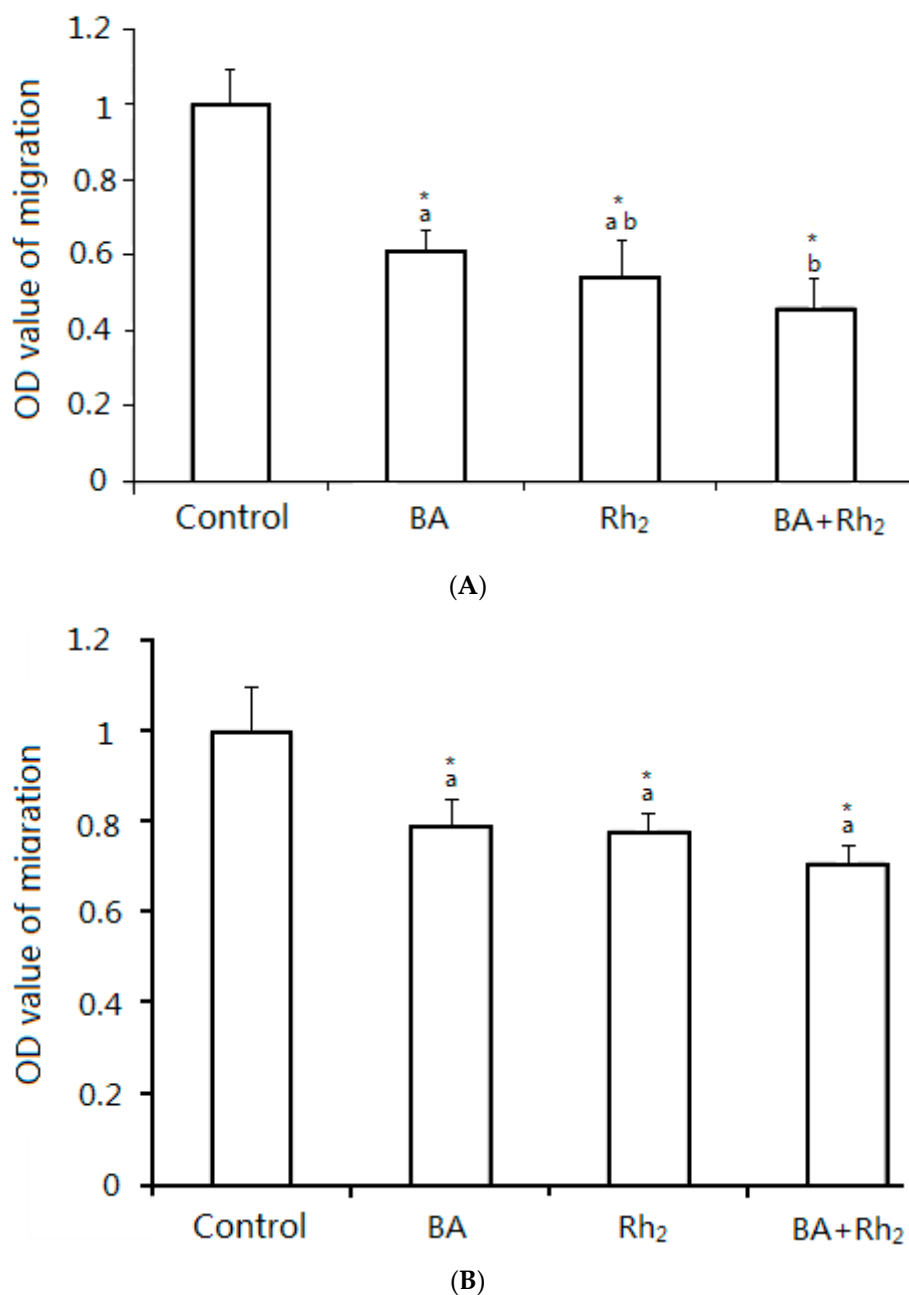 1.2
1
0.8
0.6
0.4
0.2
0
OD value of migration
*
a
*
a b
*
b
Control BA Rh₂ BA+Rh₂
(A)
1.2
1
0.8
0.6
0.4
0.2
0
OD value of migration
*
a
*
a
*
a
Control BA Rh₂ BA+Rh₂
(B)